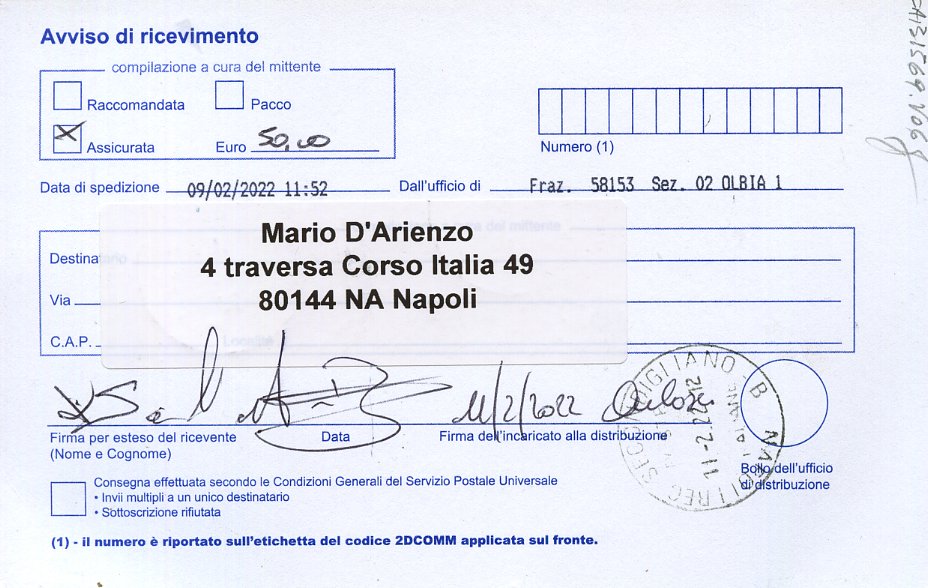 Avviso di ricevimento
compilazione a cura del mittente
Raccomandata Pacco
Assicurata Euro 50,00
Numero (1)
Data di spedizione 09/02/2022 11:52 Dall'ufficio di Fraz. 58153 Sez. 02 OLBIA 1
Mario D'Arienzo
4 traversa Corso Italia 49
80144 NA Napoli
Destina
Via
C.A.P.
11/2/2022
Firma per esteso del ricevente Data Firma dell'incaricato alla distribuzione
(Nome e Cognome)
Bollo dell'ufficio
di distribuzione
Consegna effettuata secondo le Condizioni Generali del Servizio Postale Universale
• Invii multipli a un unico destinatario
• Sottoscrizione rifiutata
(1) - il numero è riportato sull'etichetta del codice 2DCOMM applicata sul fronte.